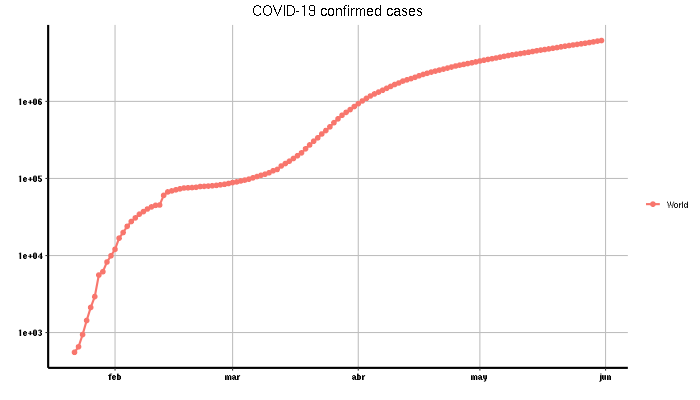 COVID-19 confirmed cases
1e+06
1e+05
1e+04
1e+03
World
feb mar abr may jun